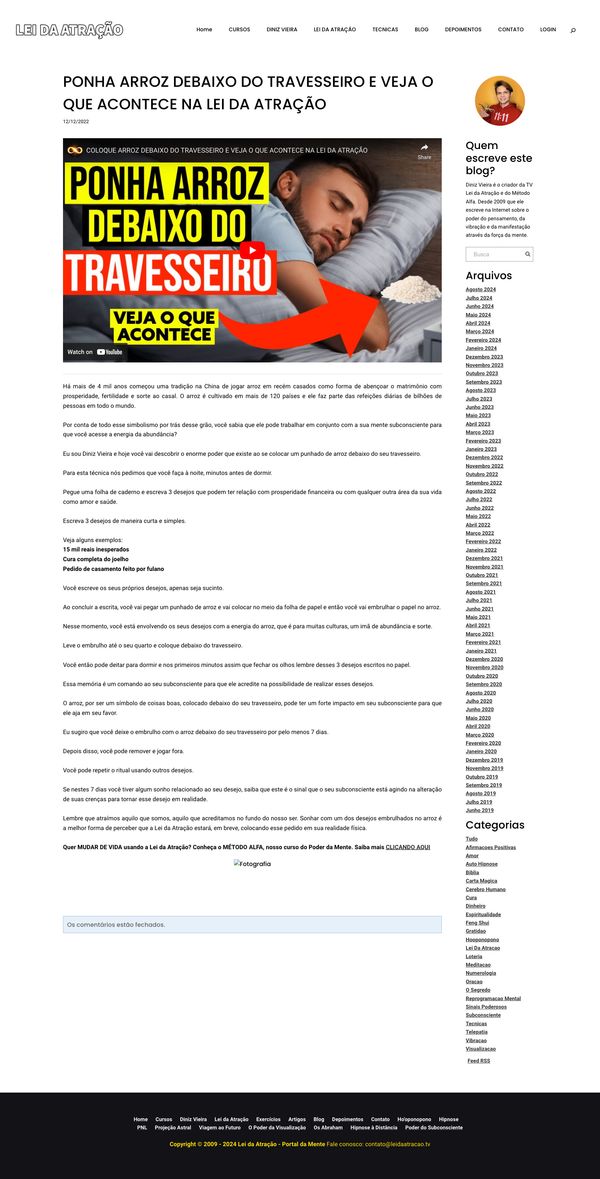 LEI DA ATRAÇÃO
Home CURSOS DINIZ VIEIRA LEI DA ATRAÇÃO TECNICAS BLOG DEPOIMENTOS CONTATO LOGIN
PONHA ARROZ DEBAIXO DO TRAVESSEIRO E VEJA O
QUE ACONTECE NA LEI DA ATRAÇÃO
12/12/2022
COLOQUE ARROZ DEBAIXO DO TRAVESSEIRO E VEJA O QUE ACONTECE NA LEI DA ATRAÇÃO
Share
PONHA ARROZ
DEBAIXO DO
TRAVESSEIRO
VEJA O QUE
ACONTECE
Watch on YouTube
Há mais de 4 mil anos começou uma tradição na China de jogar arroz em recém casados como forma de abençoar o matrimônio com
prosperidade, fertilidade e sorte ao casal. O arroz é cultivado em mais de 120 países e ele faz parte das refeições diárias de bilhões de
pessoas em todo o mundo.
Por conta de todo esse simbolismo por trás desse grão, você sabia que ele pode trabalhar em conjunto com a sua mente subconsciente para
que você acesse a energia da abundância?
Eu sou Diniz Vieira e hoje você vai descobrir o enorme poder que existe ao se colocar um punhado de arroz debaixo do seu travesseiro.
Para esta técnica nós pedimos que você faça à noite, minutos antes de dormir.
Pegue uma folha de caderno e escreva 3 desejos que podem ter relação com prosperidade financeira ou com qualquer outra área da sua vida
como amor e saúde.
Escreva 3 desejos de maneira curta e simples.
Veja alguns exemplos:
15 mil reais inesperados
Cura completa do joelho
Pedido de casamento feito por fulano
Você escreve os seus próprios desejos, apenas seja sucinto.
Ao concluir a escrita, você vai pegar um punhado de arroz e vai colocar no meio da folha de papel e então você vai embrulhar o papel no arroz.
Nesse momento, você está envolvendo os seus desejos com a energia do arroz, que é para muitas culturas, um imã de abundância e sorte.
Leve o embrulho até o seu quarto e coloque debaixo do travesseiro.
Você então pode deitar para dormir e nos primeiros minutos assim que fechar os olhos lembre desses 3 desejos escritos no papel.
Essa memória é um comando ao seu subconsciente para que ele acredite na possibilidade de realizar esses desejos.
O arroz, por ser um símbolo de coisas boas, colocado debaixo do seu travesseiro, pode ter um forte impacto em seu subconsciente para que
ele aja em seu favor.
Eu sugiro que você deixe o embrulho com o arroz debaixo do seu travesseiro por pelo menos 7 dias.
Depois disso, você pode remover e jogar fora.
Você pode repetir o ritual usando outros desejos.
Se nestes 7 dias você tiver algum sonho relacionado ao seu desejo, saiba que este é o sinal que o seu subconsciente está agindo na alteração
de suas crenças para tornar esse desejo em realidade.
Lembre que atraímos aquilo que somos, aquilo que acreditamos no fundo do nosso ser. Sonhar com um dos desejos embrulhados no arroz é
a melhor forma de perceber que a Lei da Atração estará, em breve, colocando esse pedido em sua realidade física.
Quer MUDAR DE VIDA usando a Lei da Atração? Conheça o MÉTODO ALFA, nosso curso do Poder da Mente. Saiba mais CLICANDO AQUI
Fotografia
Os comentários estão fechados.
11:11
Quem
escreve este
blog?
Diniz Vieira é o criador da TV
Lei da Atração e do Método
Alfa. Desde 2009 que ele
escreve na Internet sobre o
poder do pensamento, da
vibração e da manifestação
através da força da mente.
Busca
Arquivos
Agosto 2024
Julho 2024
Junho 2024
Maio 2024
Abril 2024
Março 2024
Fevereiro 2024
Janeiro 2024
Dezembro 2023
Novembro 2023
Outubro 2023
Setembro 2023
Agosto 2023
Julho 2023
Junho 2023
Maio 2023
Abril 2023
Março 2023
Fevereiro 2023
Janeiro 2023
Dezembro 2022
Novembro 2022
Outubro 2022
Setembro 2022
Agosto 2022
Julho 2022
Junho 2022
Maio 2022
Abril 2022
Março 2022
Fevereiro 2022
Janeiro 2022
Dezembro 2021
Novembro 2021
Outubro 2021
Setembro 2021
Agosto 2021
Julho 2021
Junho 2021
Maio 2021
Abril 2021
Março 2021
Fevereiro 2021
Janeiro 2021
Dezembro 2020
Novembro 2020
Outubro 2020
Setembro 2020
Agosto 2020
Julho 2020
Junho 2020
Maio 2020
Abril 2020
Março 2020
Fevereiro 2020
Janeiro 2020
Dezembro 2019
Novembro 2019
Outubro 2019
Setembro 2019
Agosto 2019
Julho 2019
Junho 2019
Categorias
Tudo
Afirmacoes Positivas
Amor
Auto Hipnose
Bíblia
Carta Magica
Cerebro Humano
Cura
Dinheiro
Espiritualidade
Feng Shui
Gratidao
Hooponopono
Lei Da Atracao
Loteria
Meditacao
Numerologia
Oracao
O Segredo
Reprogramacao Mental
Sinais Poderosos
Subconsciente
Tecnicas
Telepatia
Vibracao
Visualizacao
Feed RSS
Home Cursos Diniz Vieira Lei da Atração Exercícios Artigos Blog Depoimentos Contato Ho'oponopono Hipnose
PNL Projeção Astral Viagem ao Futuro O Poder da Visualização Os Abraham Hipnose à Distância Poder do Subconsciente
Copyright © 2009 - 2024 Lei da Atração - Portal da Mente Fale conosco: contato@leidaatracao.tv